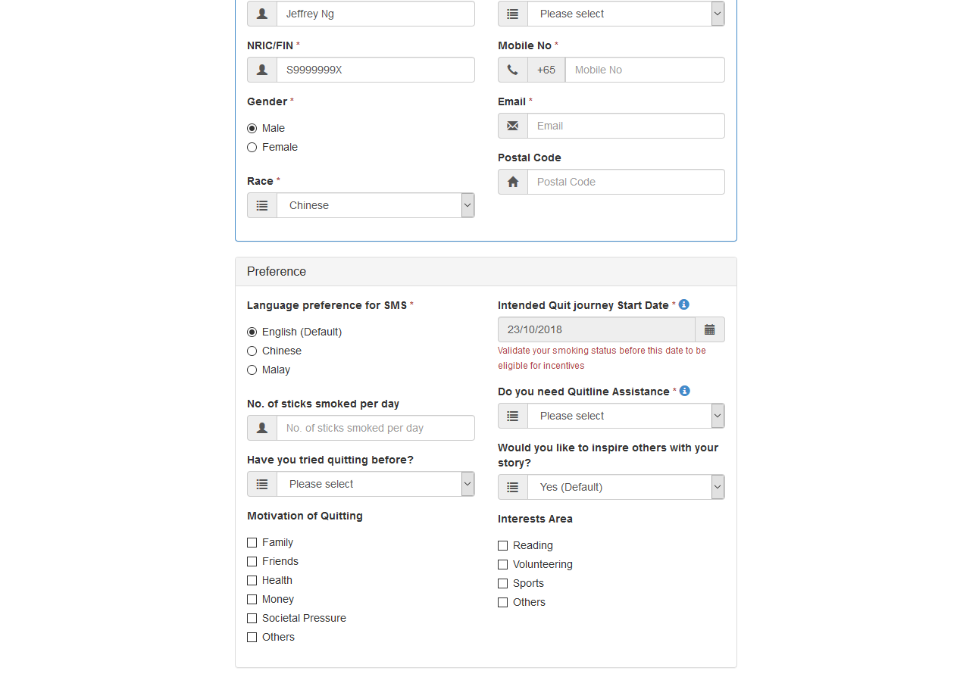 Jeffrey Ng
Please select
NRIC/FIN *
S9999999X
Mobile No *
+65
Mobile No
Gender *
Male
Female
Email *
Email
Postal Code
Postal Code
Race *
Chinese
Preference
Language preference for SMS *
English (Default)
Chinese
Malay
No. of sticks smoked per day
No. of sticks smoked per day
Have you tried quitting before?
Please select
Motivation of Quitting
Family
Friends
Health
Money
Societal Pressure
Others
Intended Quit journey Start Date *
23/10/2018
Validate your smoking status before this date to be
eligible for incentives
Do you need Quitline Assistance *
Please select
Would you like to inspire others with your
story?
Yes (Default)
Interests Area
Reading
Volunteering
Sports
Others